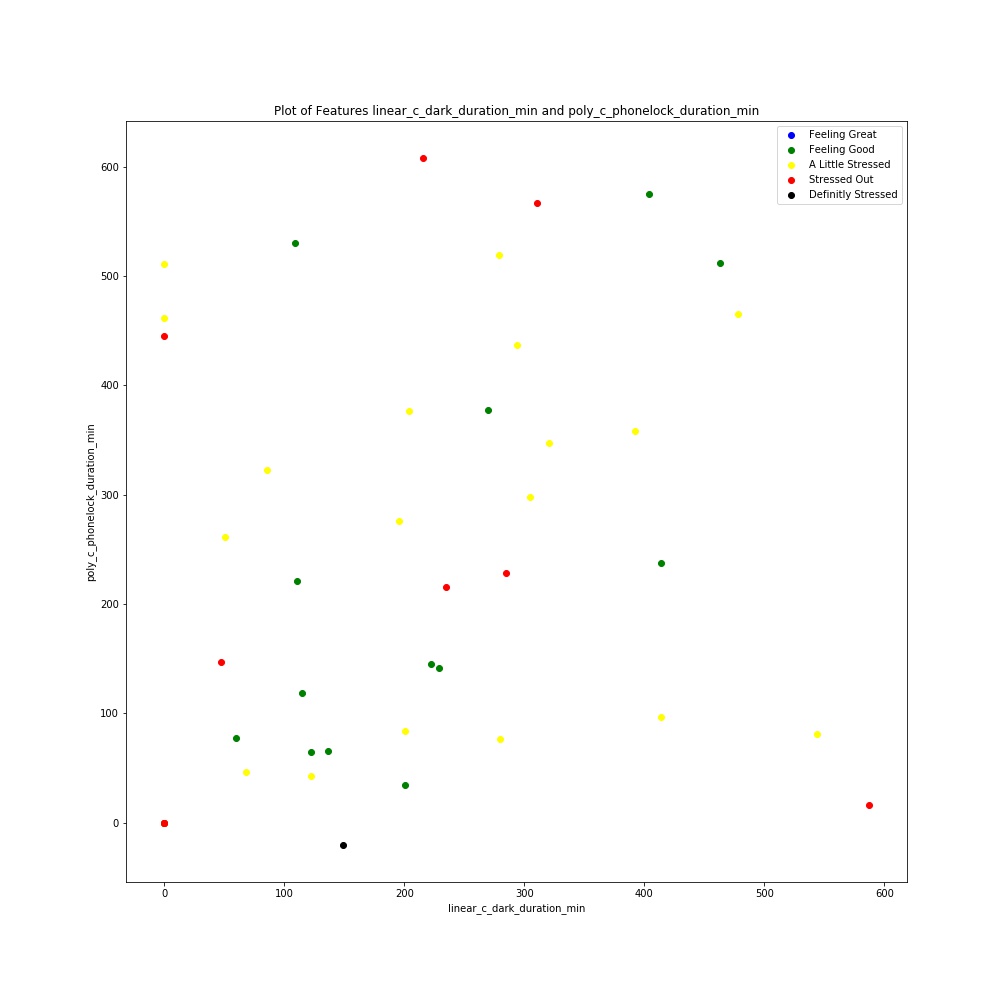 Plot of Features linear_c_dark_duration_min and poly_c_phonelock_duration_min
Feeling Great
Feeling Good
A Little Stressed
Stressed Out
Definitly Stressed
poly_c_phonelock_duration_min
600
500
400
300
200
100
0
0 100 200 300 400 500 600
linear_c_dark_duration_min